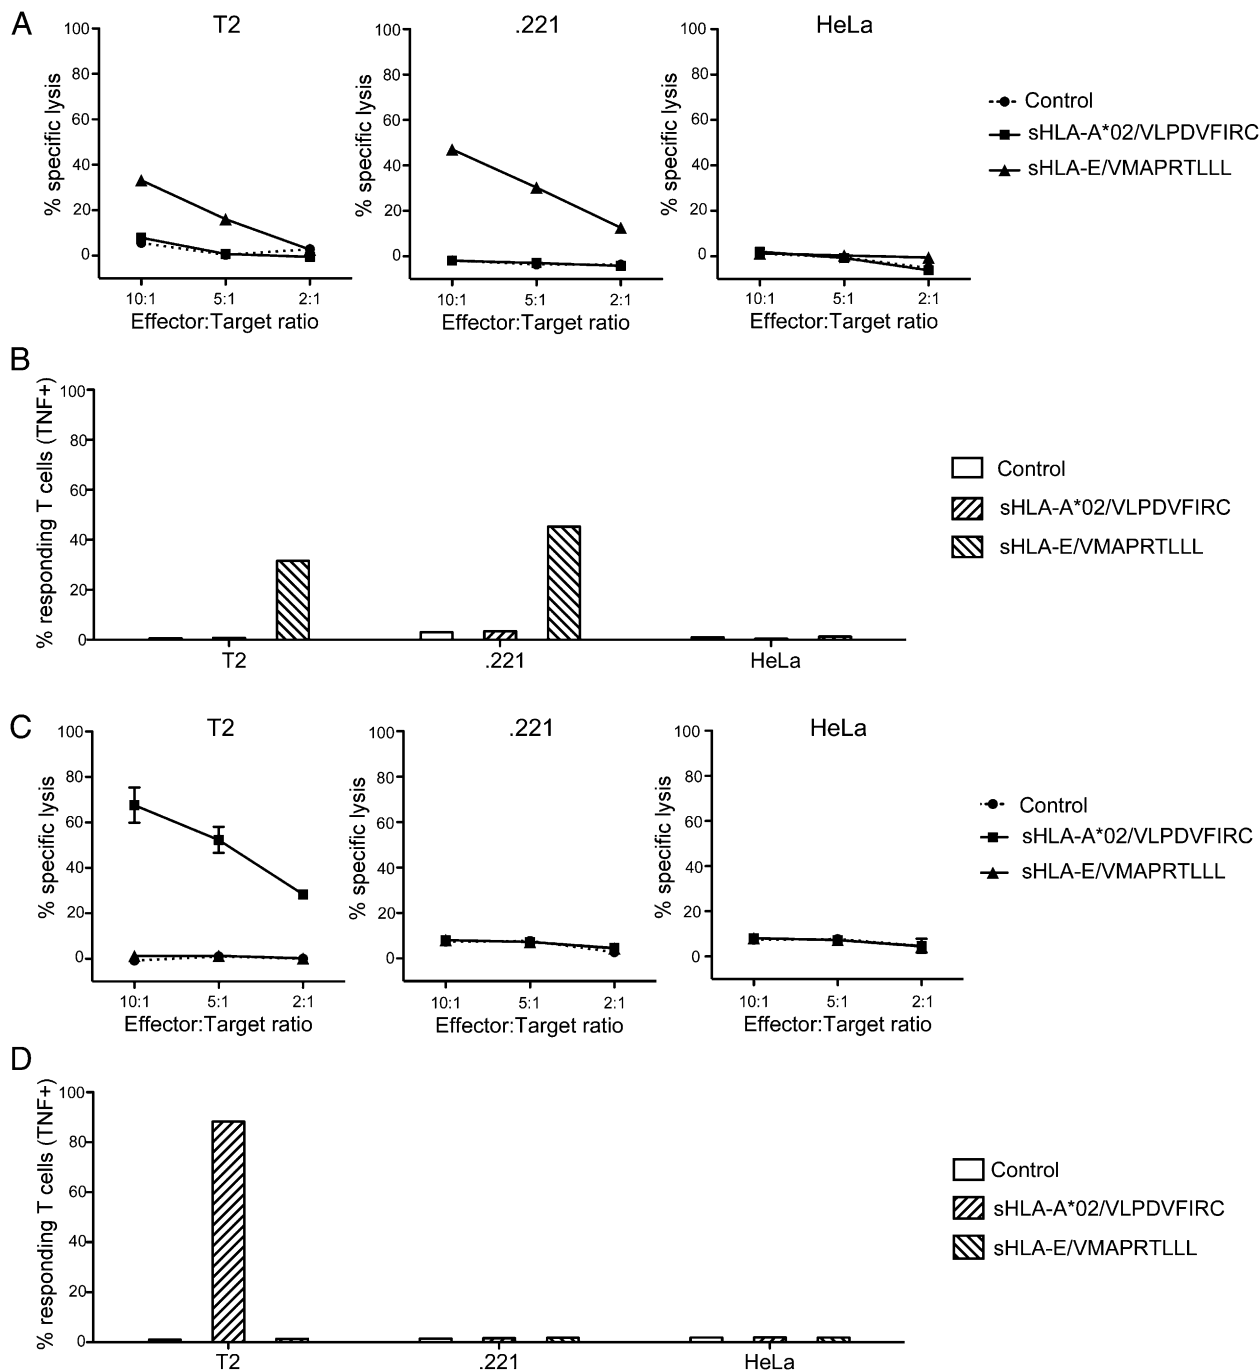 A
T2
.221
HeLa
% specific lysis
100
80
60
40
20
0
10:1
5:1
2:1
Effector:Target ratio
% specific lysis
100
80
60
40
20
0
10:1
5:1
2:1
Effector:Target ratio
% specific lysis
100
80
60
40
20
0
10:1
5:1
2:1
Effector:Target ratio
Control
sHLA-A*02/VLPDVFIRC
sHLA-E/VMAPRTLLL
B
% responding T cells (TNF+)
100
80
60
40
20
0
T2
.221
HeLa
Control
sHLA-A*02/VLPDVFIRC
sHLA-E/VMAPRTLLL
C
T2
.221
HeLa
% specific lysis
100
80
60
40
20
0
10:1
5:1
2:1
Effector:Target ratio
% specific lysis
100
80
60
40
20
0
10:1
5:1
2:1
Effector:Target ratio
% specific lysis
100
80
60
40
20
0
10:1
5:1
2:1
Effector:Target ratio
Control
sHLA-A*02/VLPDVFIRC
sHLA-E/VMAPRTLLL
D
% responding T cells (TNF+)
100
80
60
40
20
0
T2
.221
HeLa
Control
sHLA-A*02/VLPDVFIRC
sHLA-E/VMAPRTLLL